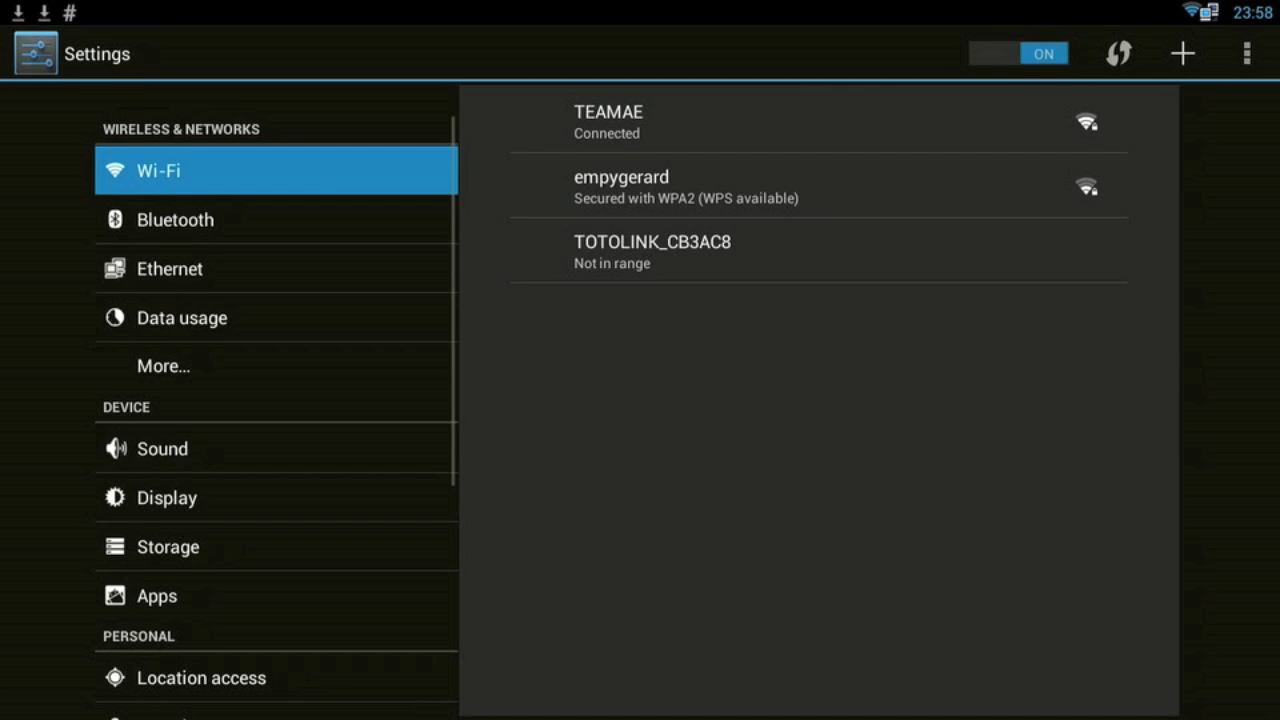 #
23:58
Settings
ON
WIRELESS & NETWORKS
Wi-Fi
Bluetooth
Ethernet
Data usage
More...
DEVICE
Sound
Display
Storage
Apps
PERSONAL
Location access
TEAMAE
Connected
empygerard
Secured with WPA2 (WPS available)
TOTOLINK_CB3AC8
Not in range